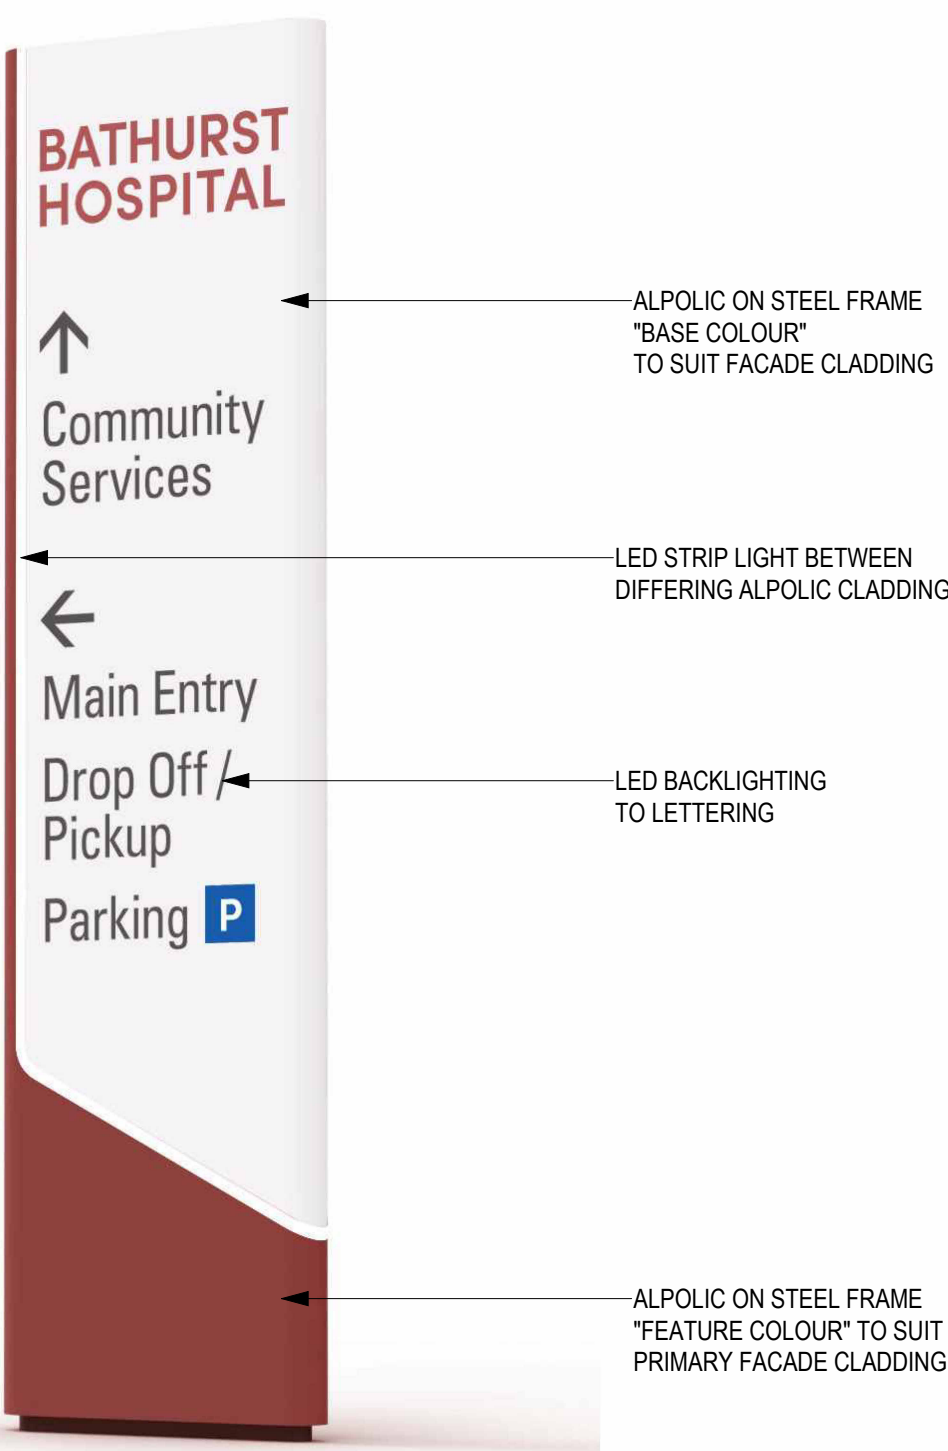 BATHURST
HOSPITAL
ALPOLIC ON STEEL FRAME
"BASE COLOUR"
TO SUIT FACADE CLADDING
Community
Services
LED STRIP LIGHT BETWEEN
DIFFERING ALPOLIC CLADDING
Main Entry
Drop Off /
Pickup
LED BACKLIGHTING
TO LETTERING
Parking P
ALPOLIC ON STEEL FRAME
"FEATURE COLOUR" TO SUIT
PRIMARY FACADE CLADDING